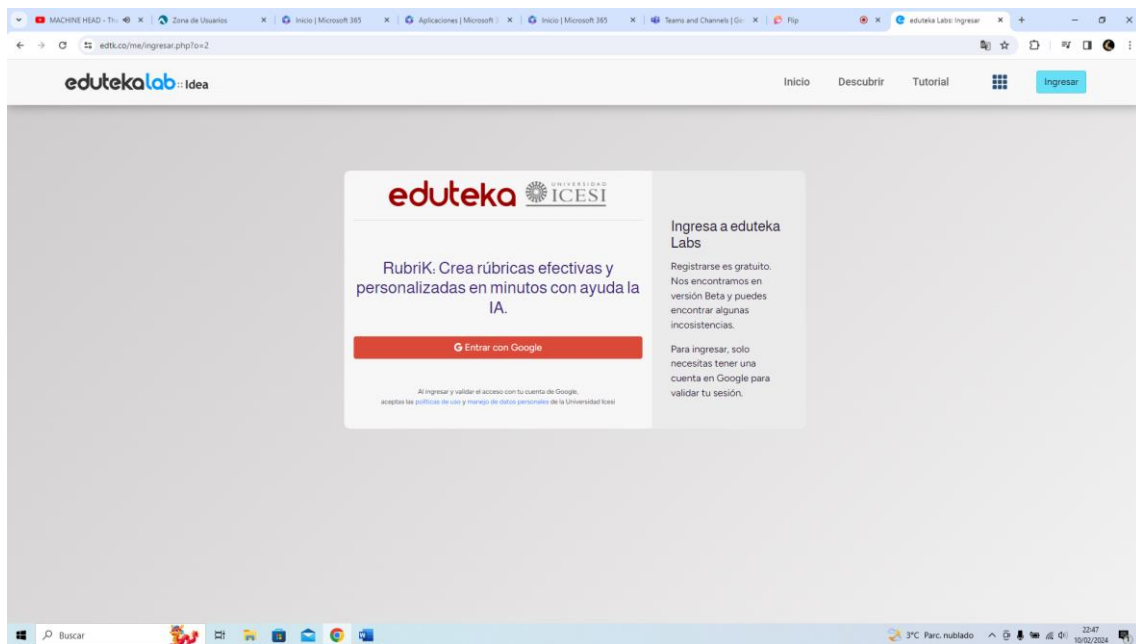 MACHINE HEAD - Th
Zona de Usuarios
Inicio | Microsoft 365
Aplicaciones | Microsoft
Inicio | Microsoft 365
Teams and Channels | Ge
Flip
eduteka Labs: Ingresar
edtk.co/me/ingresar.php?o=2
edutekalab :: Idea
Inicio
Descubrir
Tutorial
Ingresar
eduteka
UNIVERSIDAD
ICESI
RubriK: Crea rúbricas efectivas y
personalizadas en minutos con ayuda la
IA.
G Entrar con Google
Al ingresar y validar el acceso con tu cuenta de Google,
aceptas las políticas de uso y manejo de datos personales de la Universidad Icesi
Ingresa a eduteka
Labs
Registrarse es gratuito.
Nos encontramos en
versión Beta y puedes
encontrar algunas
incosistencias.
Para ingresar, solo
necesitas tener una
cuenta en Google para
validar tu sesión.
Buscar
3°C Parc. nublado
22:47
10/02/2024